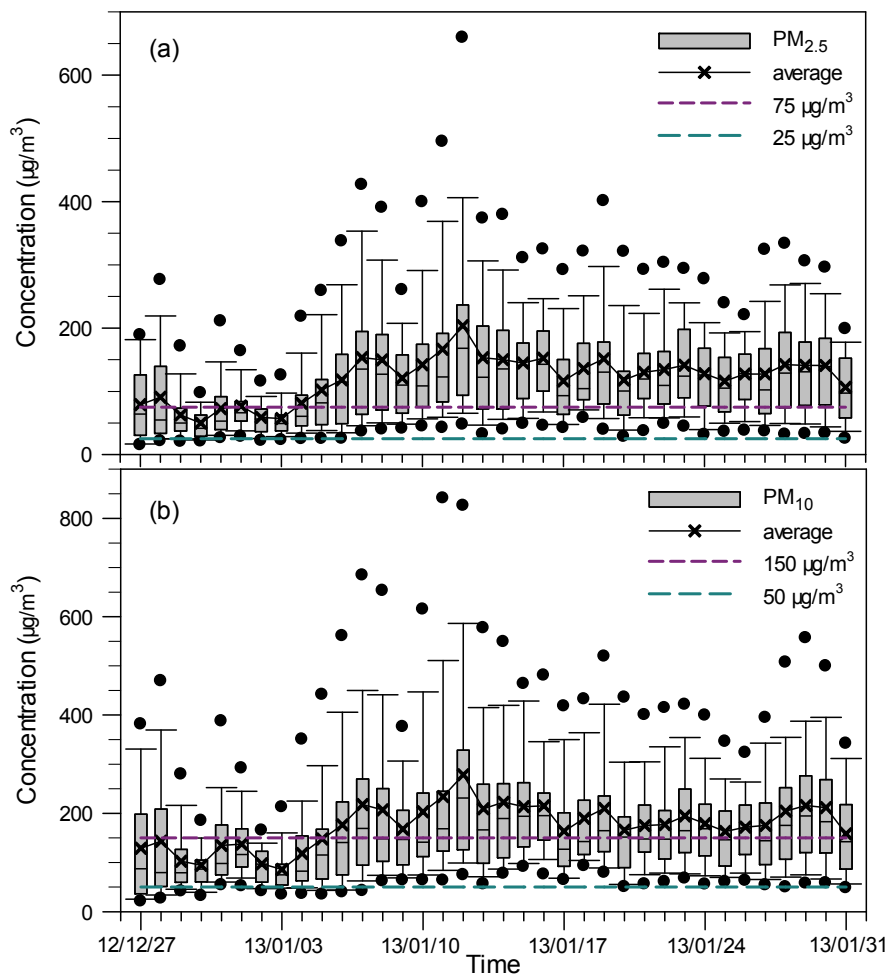 (a)
PM2.5
average
75 µg/m³
25 µg/m³
600
400
200
0
Concentration (µg/m³)
(b)
PM10
average
150 µg/m³
50 µg/m³
800
600
400
200
0
Concentration (µg/m³)
12/12/27 13/01/03 13/01/10 13/01/17 13/01/24 13/01/31
Time